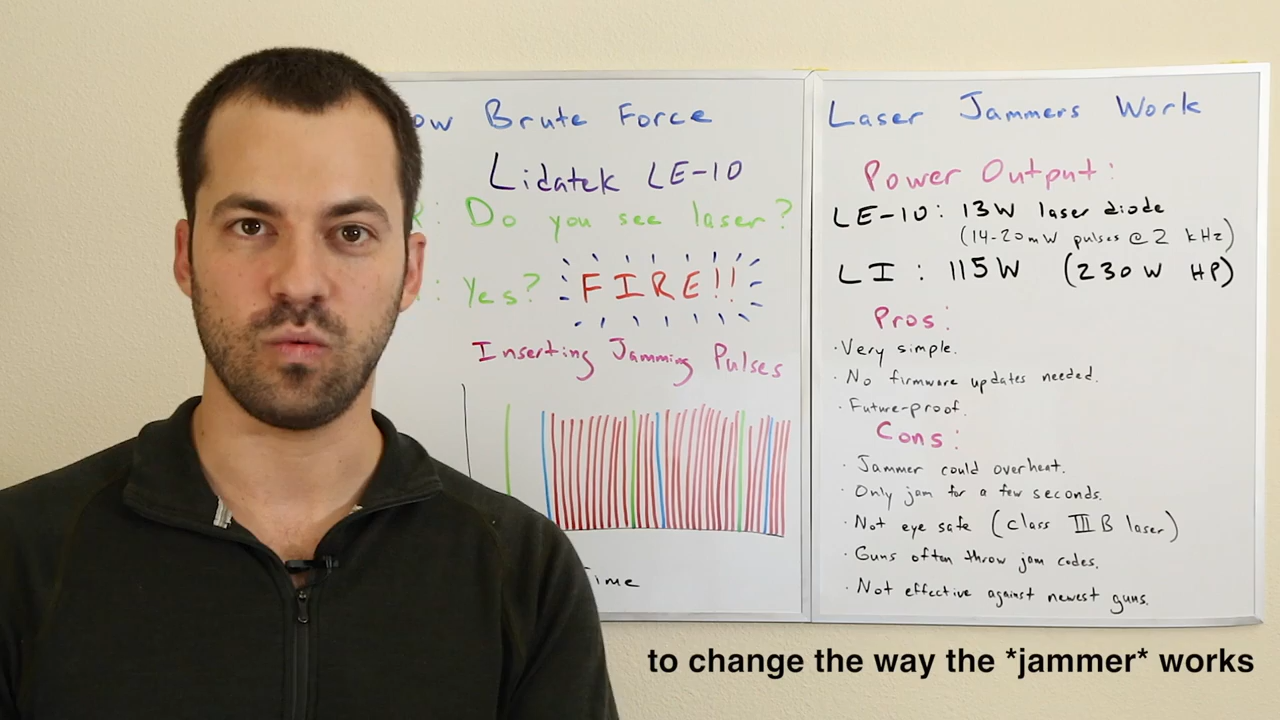 ow Brute Force
Lidatek LE-10
: Do you see laser?
: Yes? FIRE!!
Inserting Jamming Pulses
Time
Laser Jammers Work
Power Output:
LE-10: 13W laser diode
(14-20mW pulses @ 2 kHz)
LI: 115W (230W HP)
Pros:
· Very simple.
· No firmware updates needed.
· Future-proof.
Cons:
· Jammer could overheat.
· Only jam for a few seconds.
· Not eye safe (class III B laser)
· Guns often throw jam codes.
· Not effective against newest guns.
to change the way the *jammer* works